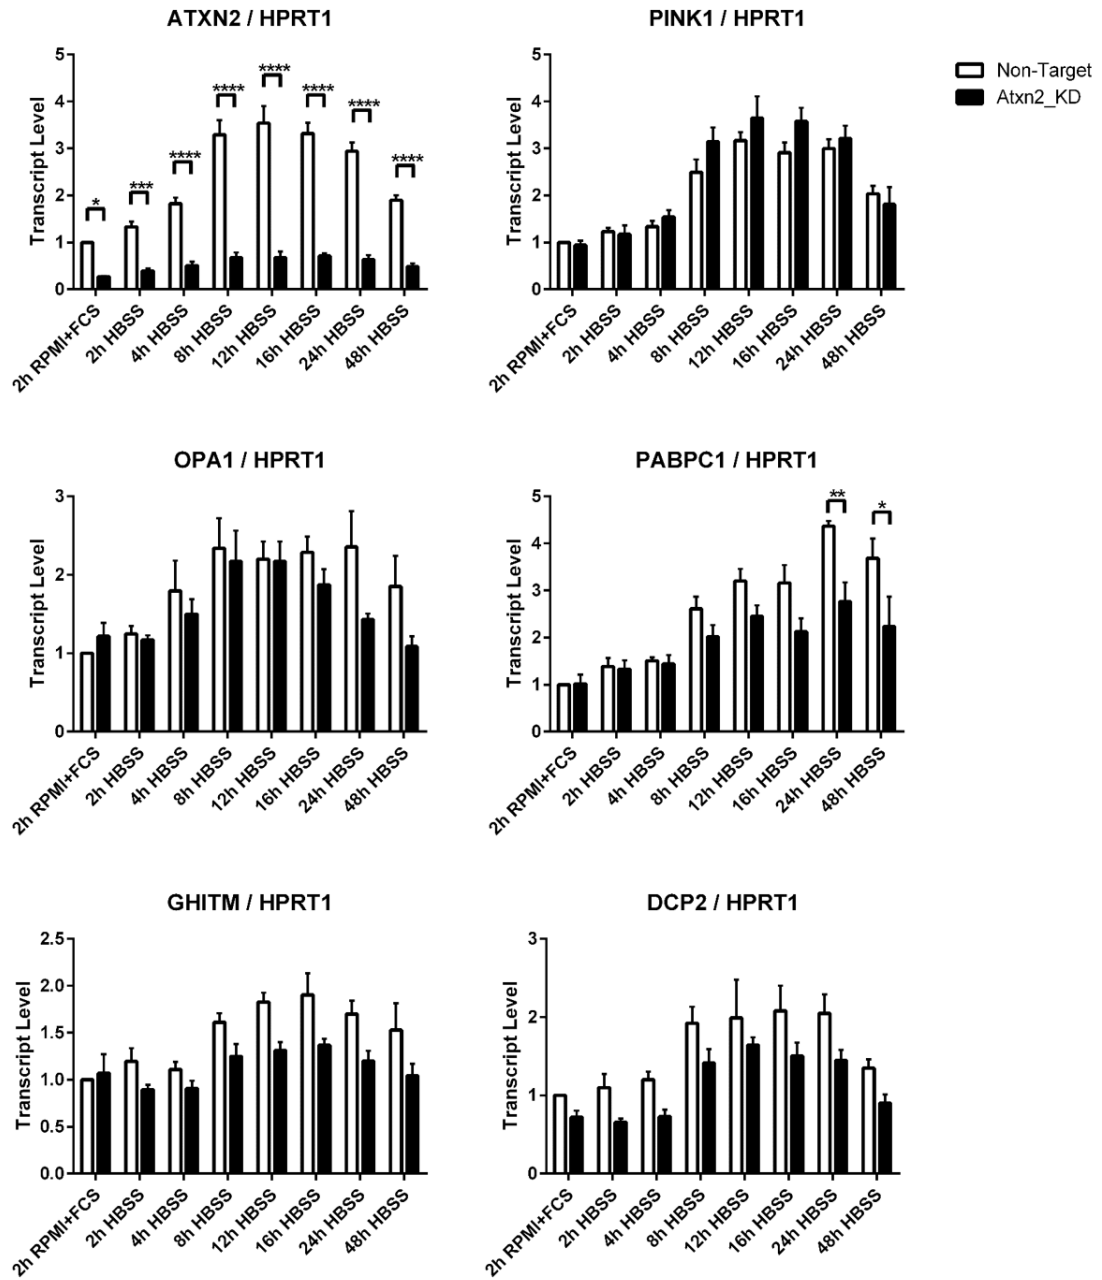 ATXN2 / HPRT1
Transcript Level
5
4
3
2
1
0
*
***
****
****
****
****
****
****
2h RPMI+FCS
2h HBSS
4h HBSS
8h HBSS
12h HBSS
16h HBSS
24h HBSS
48h HBSS
PINK1 / HPRT1
Transcript Level
5
4
3
2
1
0
2h RPMI+FCS
2h HBSS
4h HBSS
8h HBSS
12h HBSS
16h HBSS
24h HBSS
48h HBSS
Non-Target
Atxn2_KD
OPA1 / HPRT1
Transcript Level
3
2
1
0
2h RPMI+FCS
2h HBSS
4h HBSS
8h HBSS
12h HBSS
16h HBSS
24h HBSS
48h HBSS
PABPC1 / HPRT1
Transcript Level
5
4
3
2
1
0
**
*
2h RPMI+FCS
2h HBSS
4h HBSS
8h HBSS
12h HBSS
16h HBSS
24h HBSS
48h HBSS
GHITM / HPRT1
Transcript Level
2.5
2.0
1.5
1.0
0.5
0.0
2h RPMI+FCS
2h HBSS
4h HBSS
8h HBSS
12h HBSS
16h HBSS
24h HBSS
48h HBSS
DCP2 / HPRT1
Transcript Level
3
2
1
0
2h RPMI+FCS
2h HBSS
4h HBSS
8h HBSS
12h HBSS
16h HBSS
24h HBSS
48h HBSS